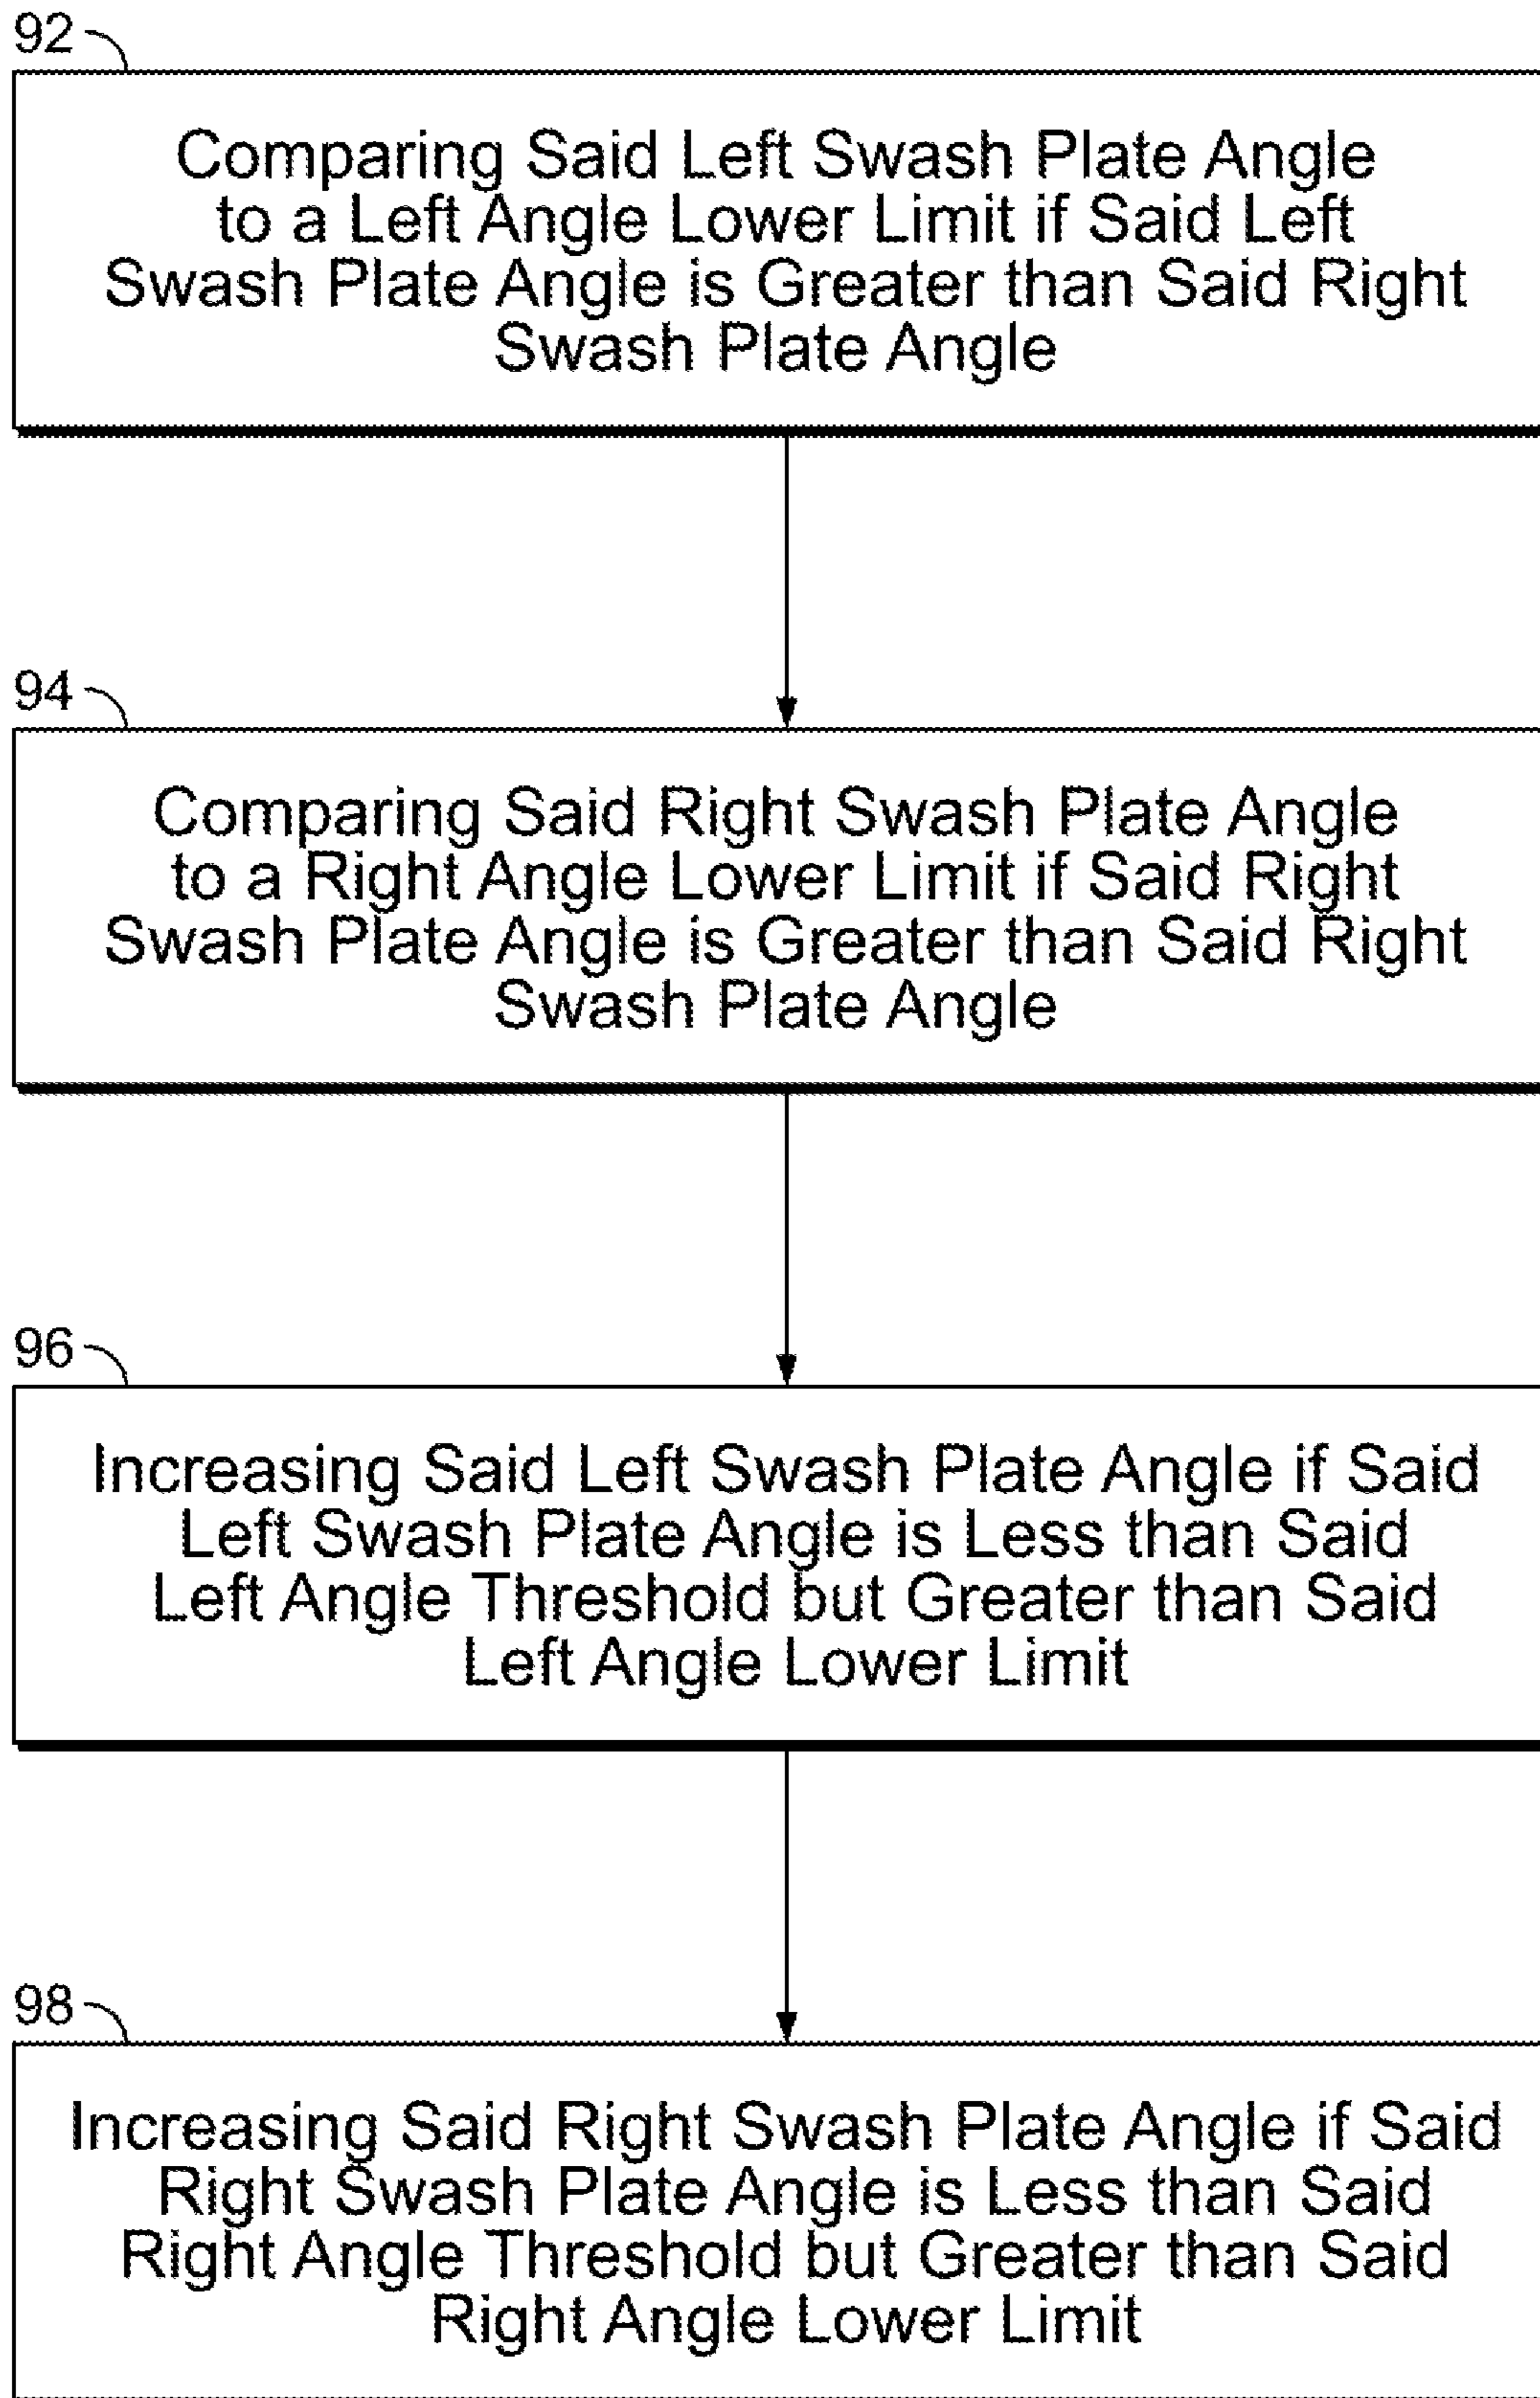 92
Comparing Said Left Swash Plate Angle
to a Left Angle Lower Limit if Said Left
Swash Plate Angle is Greater than Said Right
Swash Plate Angle
94
Comparing Said Right Swash Plate Angle
to a Right Angle Lower Limit if Said Right
Swash Plate Angle is Greater than Said Right
Swash Plate Angle
96
Increasing Said Left Swash Plate Angle if Said
Left Swash Plate Angle is Less than Said
Left Angle Threshold but Greater than Said
Left Angle Lower Limit
98
Increasing Said Right Swash Plate Angle if Said
Right Swash Plate Angle is Less than Said
Right Angle Threshold but Greater than Said
Right Angle Lower Limit